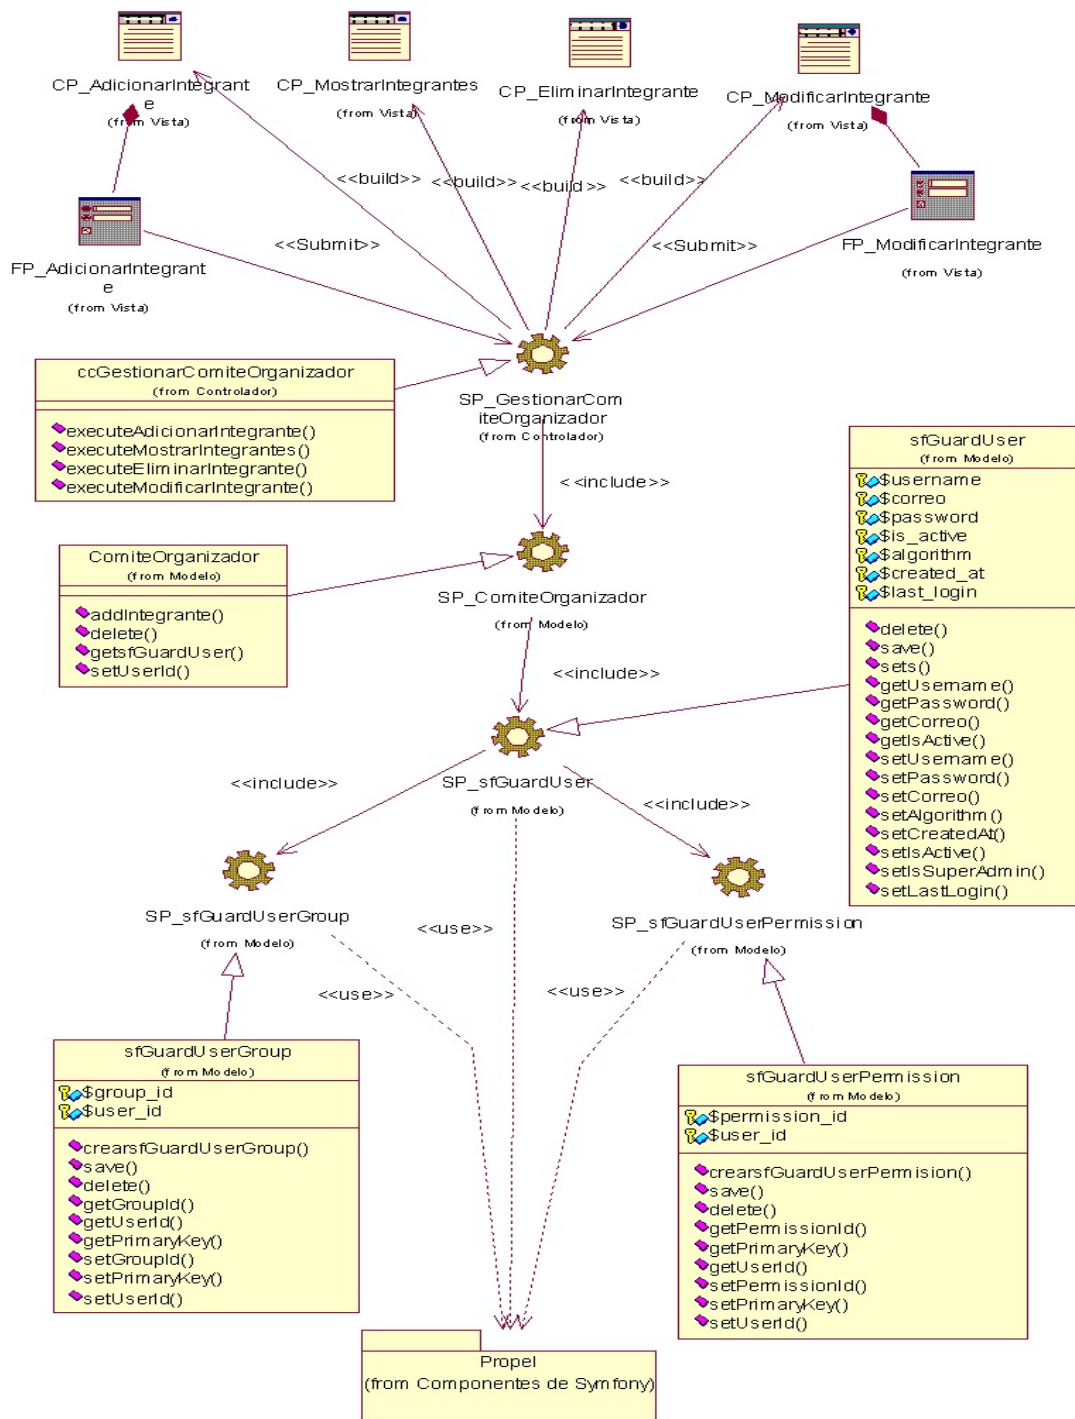 CP_AdicionarIntegrant
e
(from Vista)
CP_MostrarIntegrantes
(from Vista)
CP_EliminarIntegrante
(from Vista)
CP_ModificarIntegrante
(from Vista)
<<build>>
<<build>>
<<build>>
<<build>>
<<Submit>>
<<Submit>>
FP_AdicionarIntegrant
e
(from Vista)
FP_ModificarIntegrante
(from Vista)
ccGestionarComiteOrganizador
(from Controlador)
executeAdicionarIntegrante()
executeMostrarIntegrantes()
executeEliminarIntegrante()
executeModificarIntegrante()
SP_GestionarCom
iteOrganizador
(from Controlador)
<<include>>
ComiteOrganizador
(from Modelo)
addIntegrante()
delete()
getsfGuardUser()
setUserId()
SP_ComiteOrganizador
(from Modelo)
<<include>>
sfGuardUser
(from Modelo)
$username
$correo
$password
$is_active
$algorithm
$created_at
$last_login
delete()
save()
sets()
getUsername()
getPassword()
getCorreo()
getIsActive()
setUsername()
setPassword()
setCorreo()
setAlgorithm()
setCreatedAt()
setIsActive()
setIsSuperAdmin()
setLastLogin()
SP_sfGuardUser
(from Modelo)
<<include>>
<<include>>
SP_sfGuardUserGroup
(from Modelo)
SP_sfGuardUserPermission
(from Modelo)
<<use>>
<<use>>
<<use>>
sfGuardUserGroup
(from Modelo)
$group_id
$user_id
crearsfGuardUserGroup()
save()
delete()
getGroupId()
getUserId()
getPrimaryKey()
setGroupId()
setPrimaryKey()
setUserId()
sfGuardUserPermission
(from Modelo)
$permission_id
$user_id
crearsfGuardUserPermision()
save()
delete()
getPermissionId()
getPrimaryKey()
getUserId()
setPermissionId()
setPrimaryKey()
setUserId()
Propel
(from Componentes de Symfony)